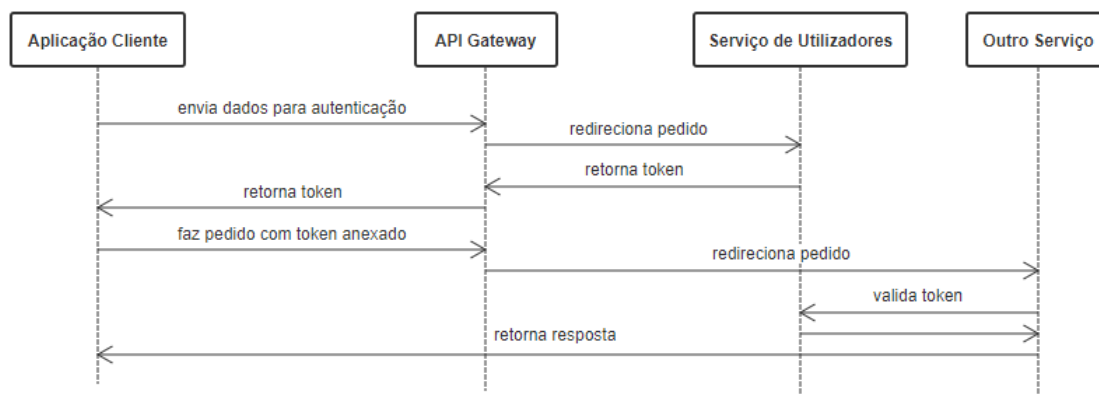 Aplicação Cliente
API Gateway
Serviço de Utilizadores
Outro Serviço
envia dados para autenticação
redireciona pedido
retorna token
retorna token
faz pedido com token anexado
redireciona pedido
valida token
retorna resposta